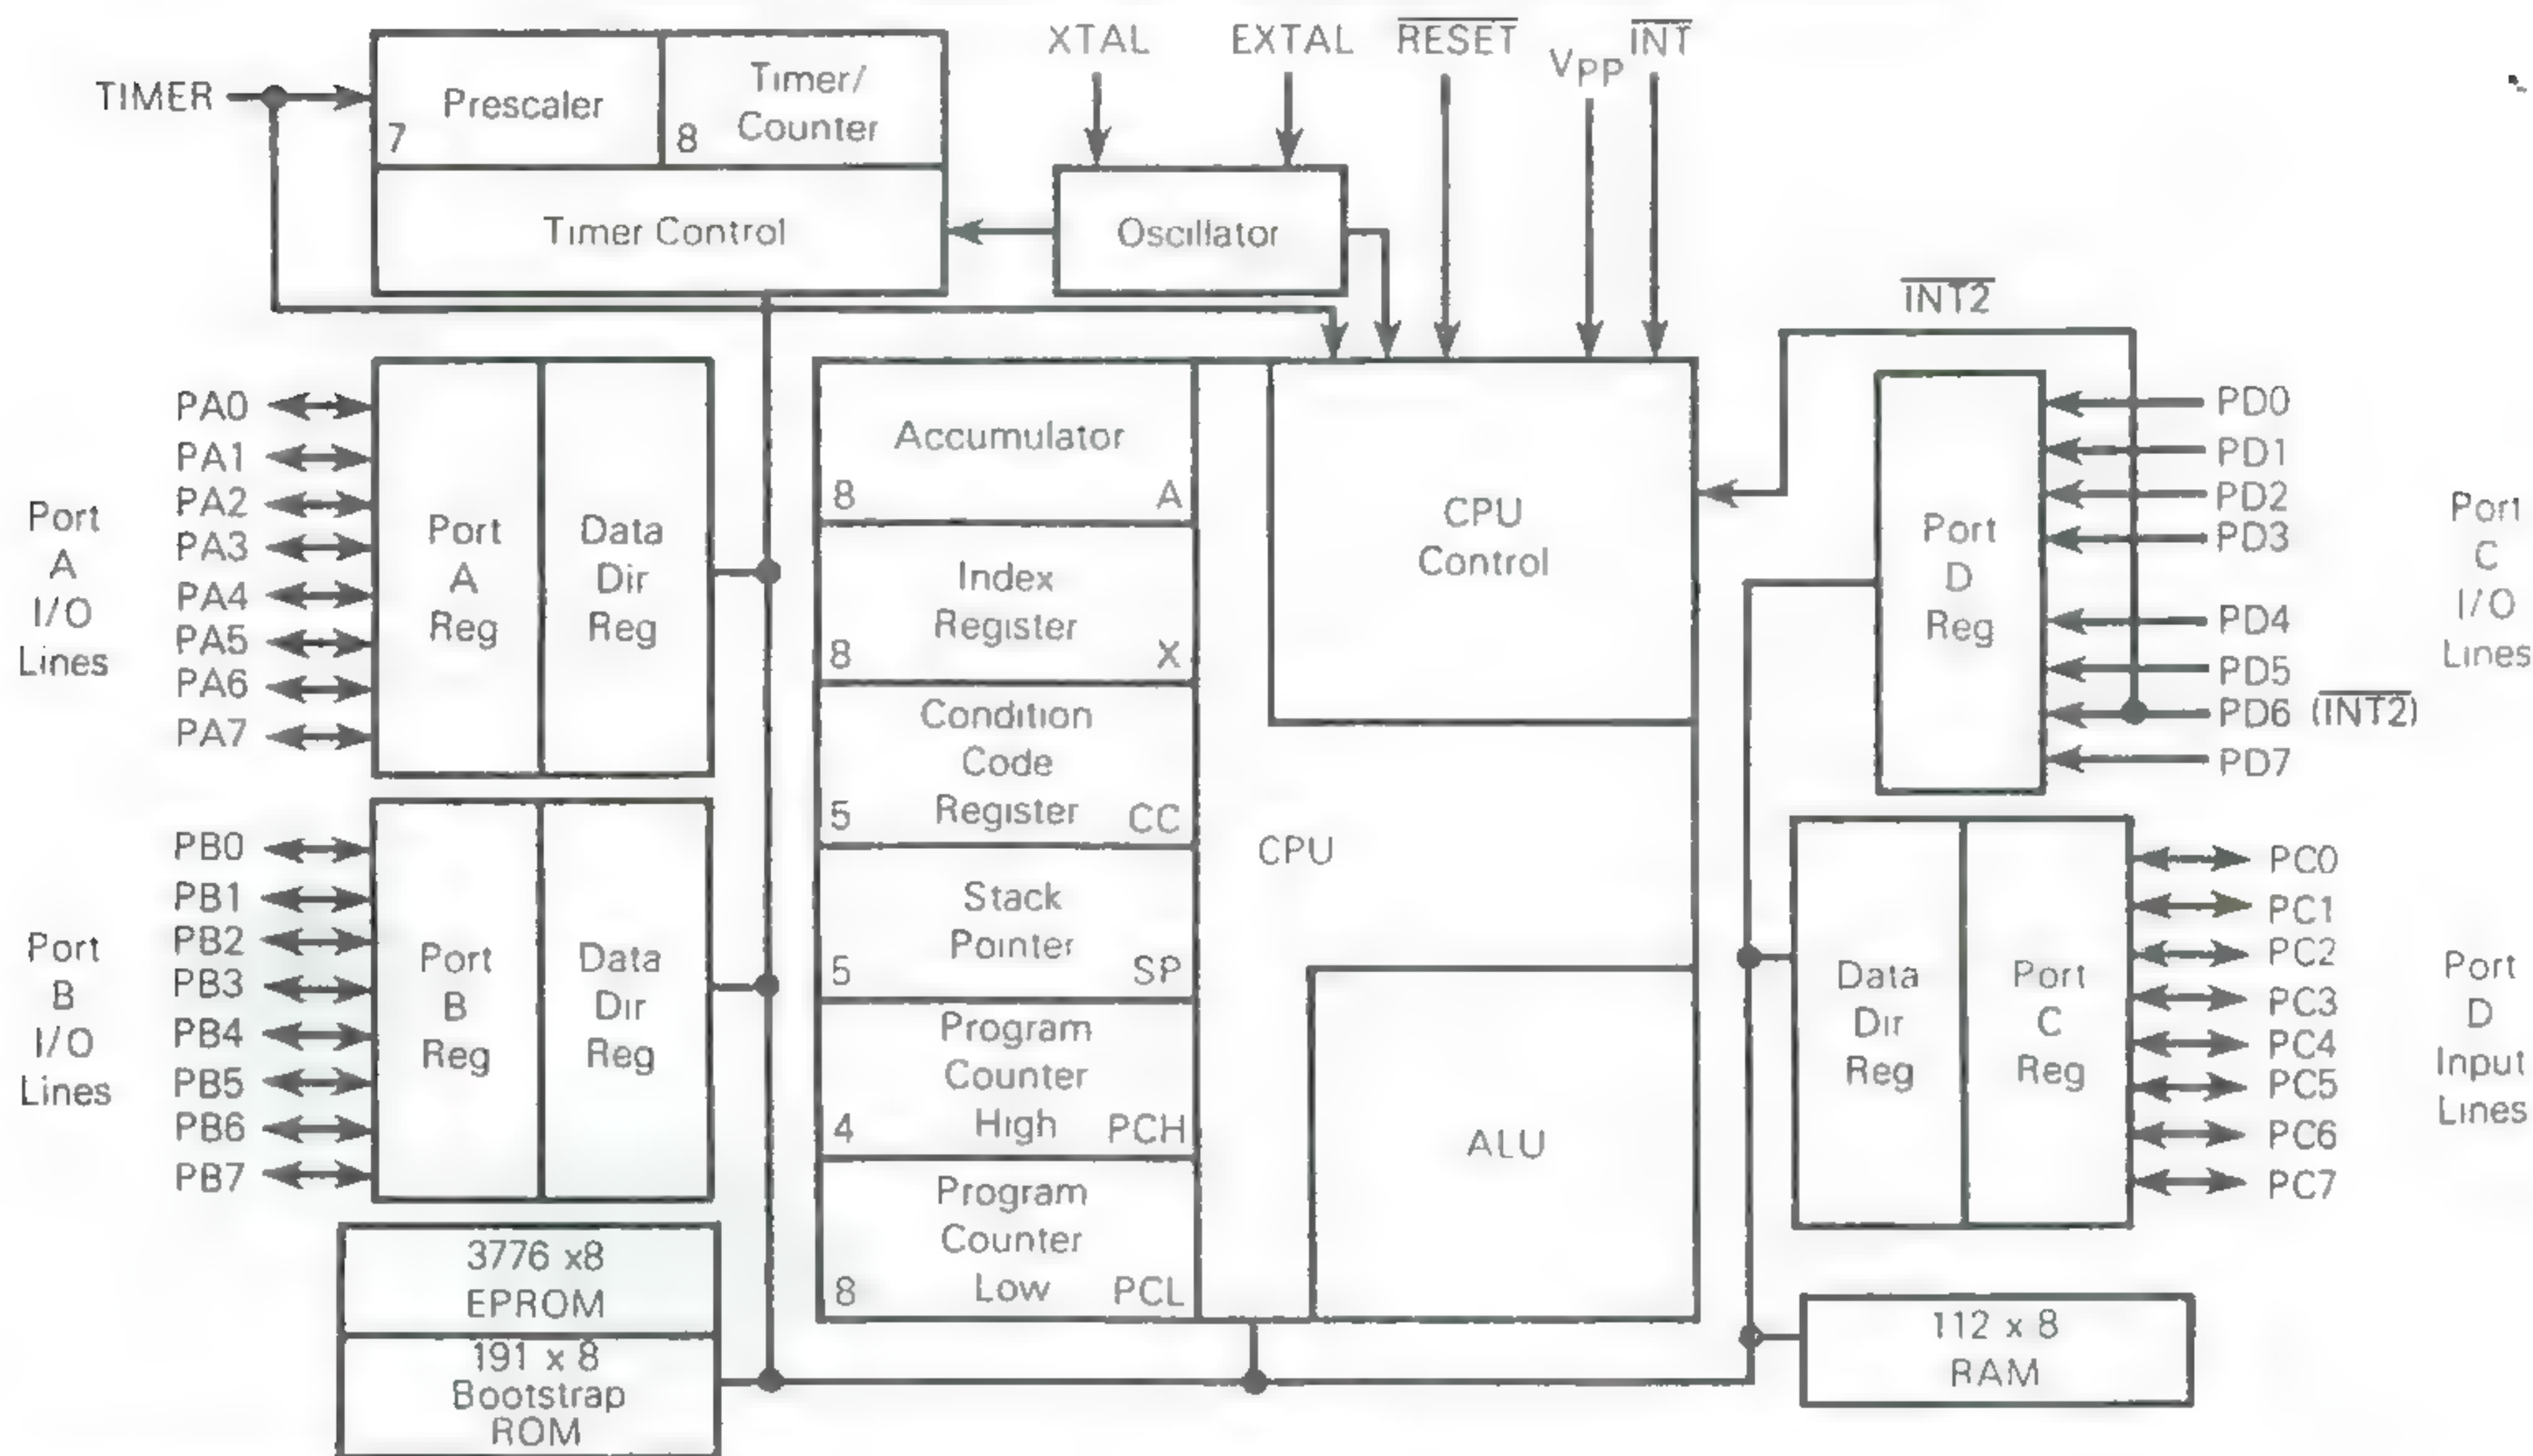 TIMER
Prescaler
7
Timer/
Counter
8
Timer Control
XTAL
EXTAL
Oscillator
RESET
VPP
INT
INT2
Port
A
I/O
Lines
PA0
PA1
PA2
PA3
PA4
PA5
PA6
PA7
Port
A
Reg
Data
Dir
Reg
Port
B
I/O
Lines
PB0
PB1
PB2
PB3
PB4
PB5
PB6
PB7
Port
B
Reg
Data
Dir
Reg
3776 x8
EPROM
191 x 8
Bootstrap
ROM
Accumulator
8 A
Index
Register
8 X
Condition
Code
Register
5 CC
Stack
Pointer
5 SP
Program
Counter
High
4 PCH
Program
Counter
Low
8 PCL
CPU
Control
CPU
ALU
Port
D
Reg
PD0
PD1
PD2
PD3
PD4
PD5
PD6 (INT2)
PD7
Port
C
I/O
Lines
Data
Dir
Reg
Port
C
Reg
PC0
PC1
PC2
PC3
PC4
PC5
PC6
PC7
Port
D
Input
Lines
112 x 8
RAM